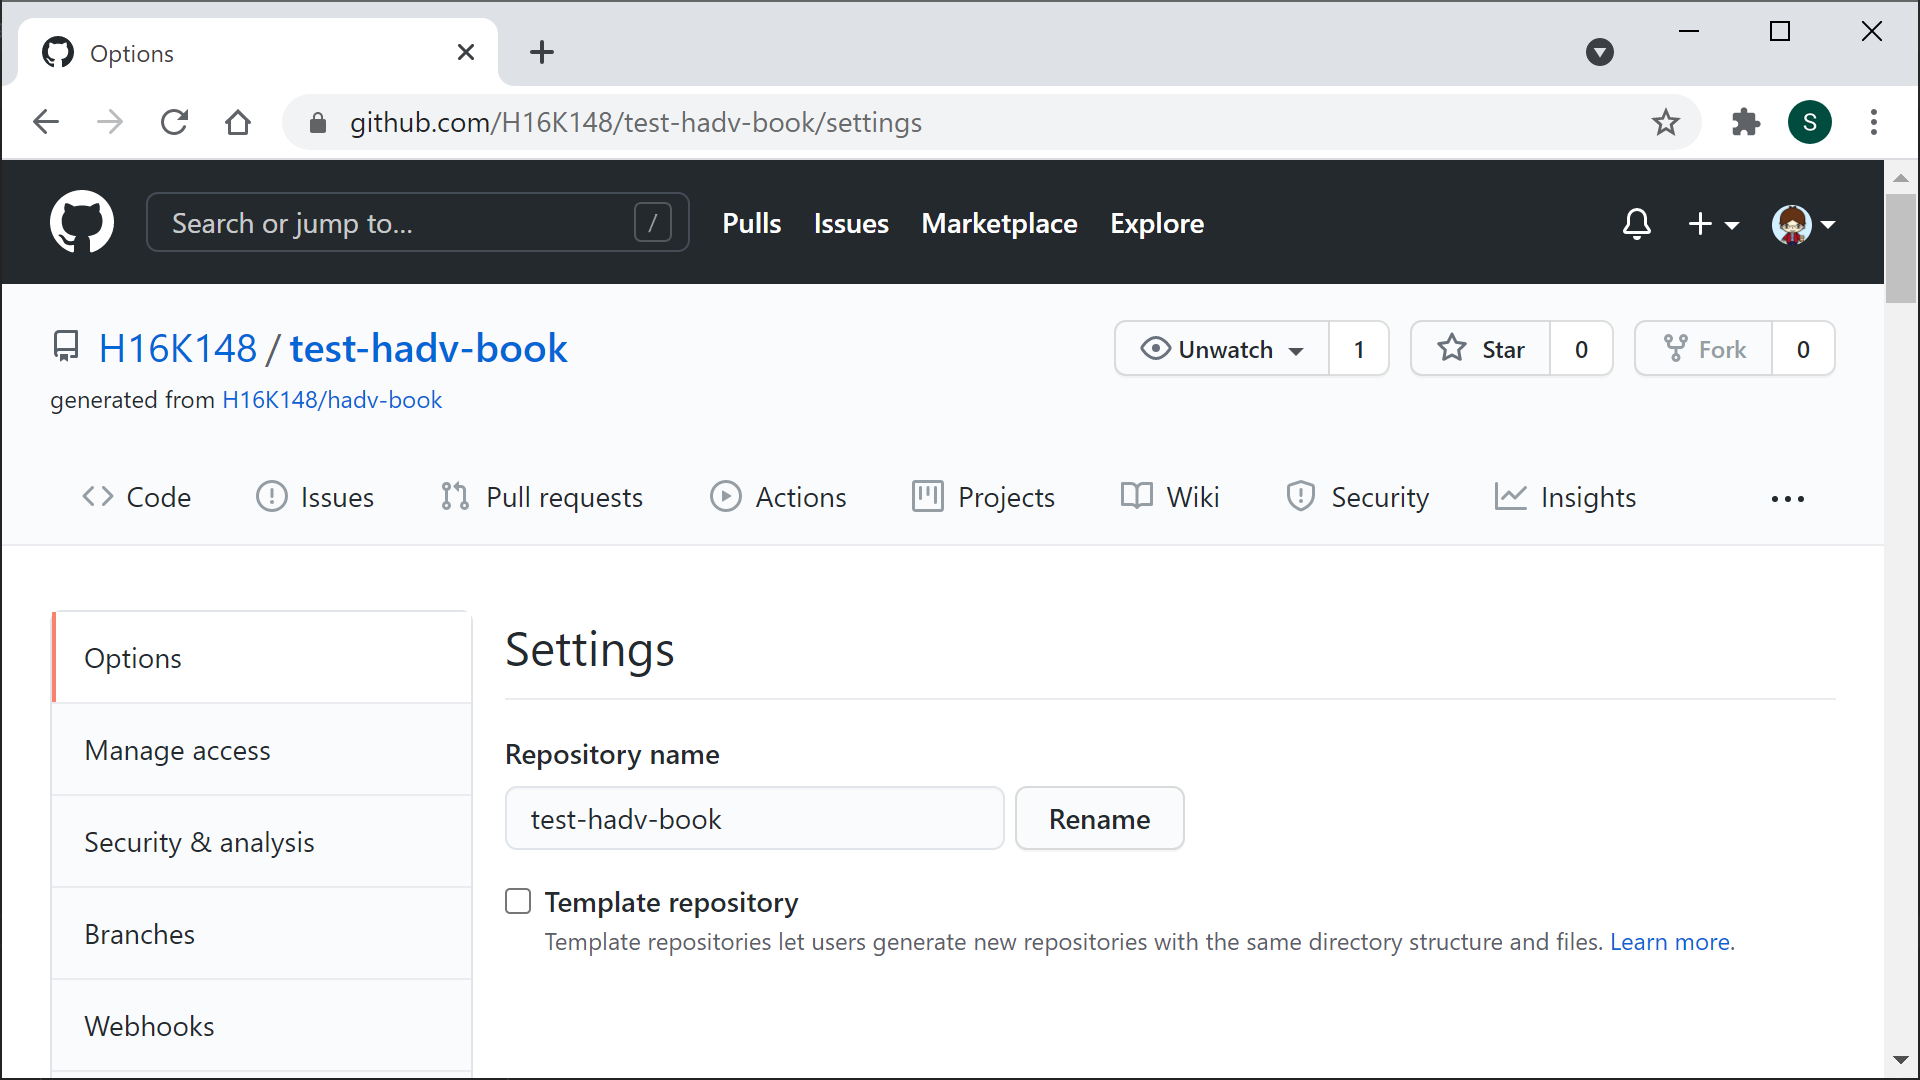 Options
github.com/H16K148/test-hadv-book/settings
S
Search or jump to... /
Pulls Issues Marketplace Explore
H16K148 / test-hadv-book
Unwatch 1 Star 0 Fork 0
generated from H16K148/hadv-book
Code Issues Pull requests Actions Projects Wiki Security Insights
Options
Manage access
Security & analysis
Branches
Webhooks
Settings
Repository name
test-hadv-book Rename
Template repository
Template repositories let users generate new repositories with the same directory structure and files. Learn more.